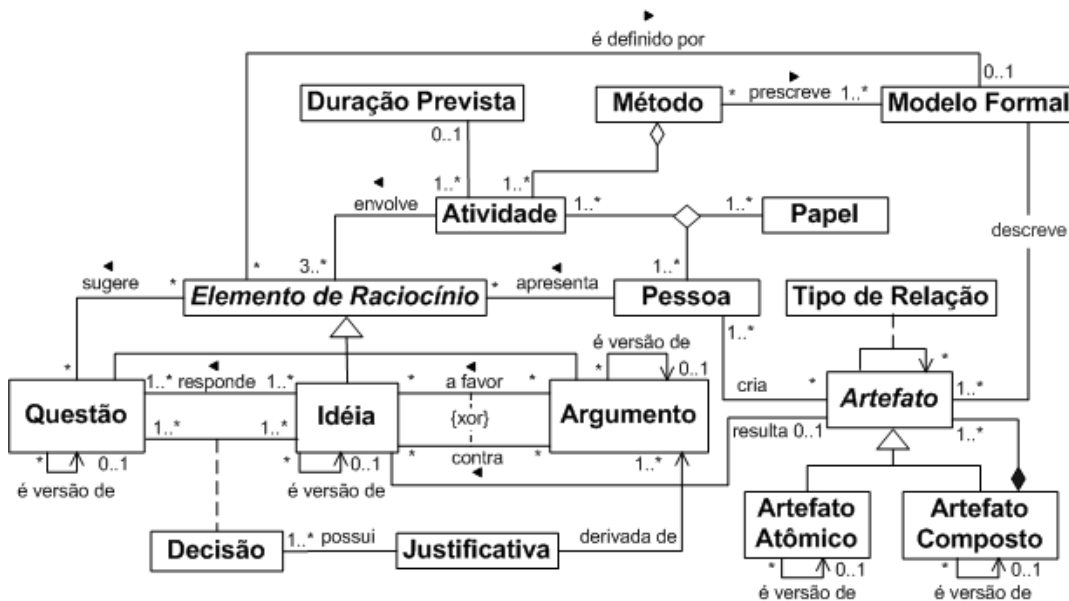 é definido por
0..1
Duração Prevista
Método
* prescreve 1..*
Modelo Formal
0..1
1..*
1..*
envolve
Atividade
1..*
1..*
Papel
descreve
sugere
*
*
3..*
1..*
Elemento de Raciocínio
* apresenta
Pessoa
Tipo de Relação
1..*
é versão de
*
1..* responde 1..*
* a favor *
* 0..1
cria
*
*
1..*
Questão
Idéia
{xor}
Argumento
Artefato
1..*
1..*
resulta 0..1
1..*
* 0..1
* 0..1
* contra *
1..*
é versão de
é versão de
Artefato Atômico
Artefato Composto
Decisão
1..* possui
Justificativa
derivada de
* 0..1
* 0..1
é versão de
é versão de